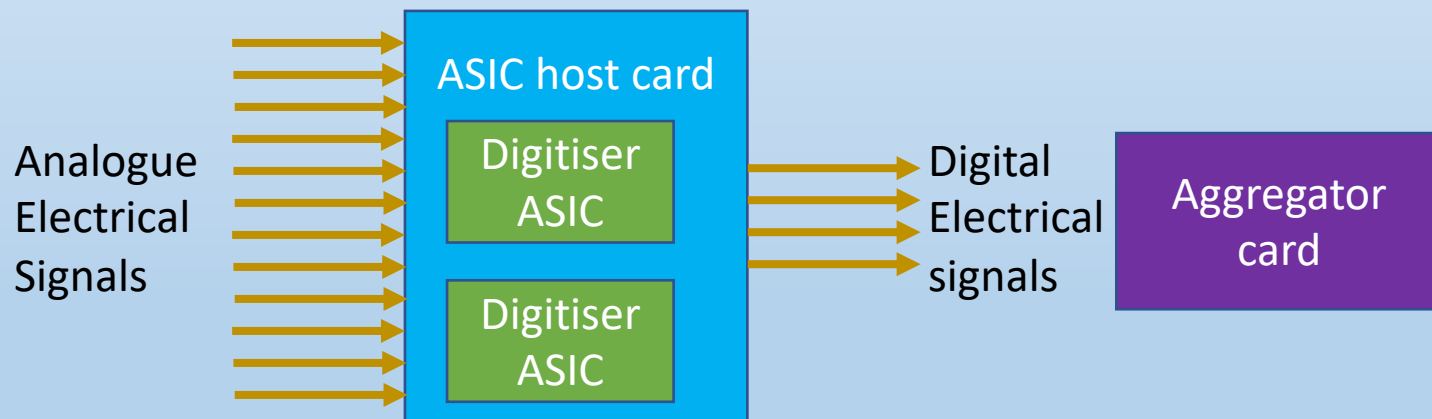 Analogue
Electrical
Signals
ASIC host card
Digitiser
ASIC
Digitiser
ASIC
Digital
Electrical
signals
Aggregator
card